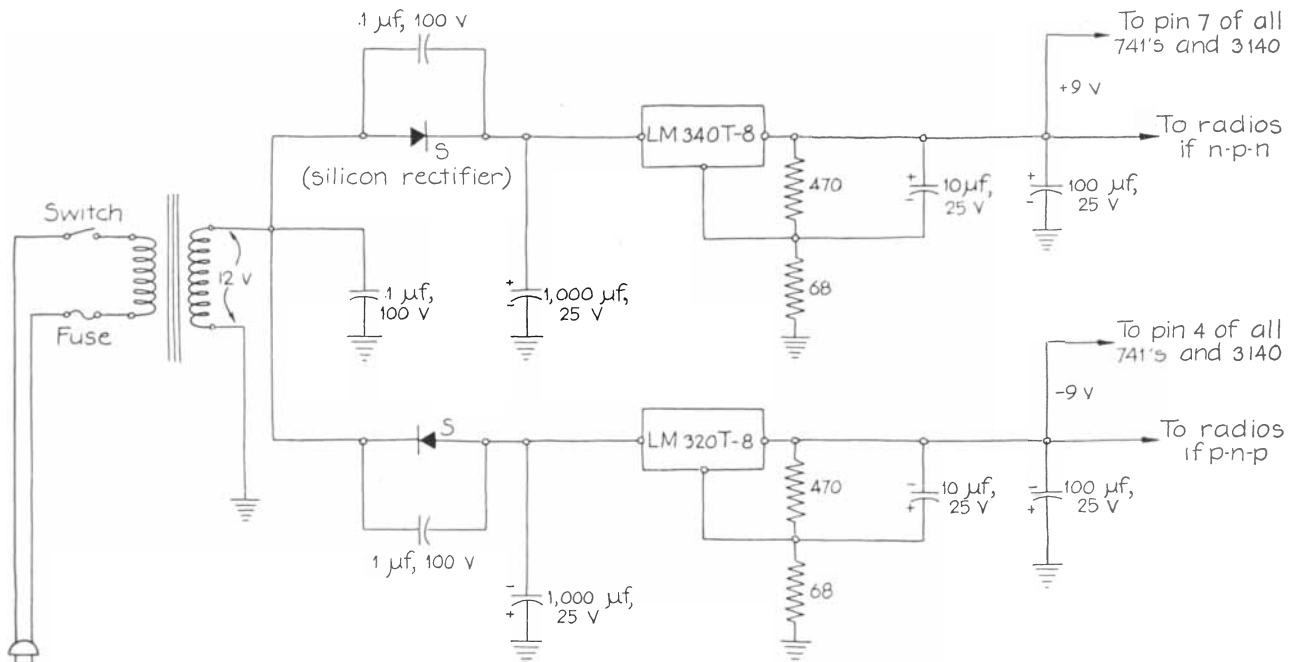 .1 µf, 100 v
To pin 7 of all
741's and 3140
+9 v
LM 340T-8
To radios
if n-p-n
S
(silicon rectifier)
470
10 µf,
25 v
100 µf,
25 v
Switch
12 v
.1 µf,
100 v
1,000 µf,
25 v
68
Fuse
To pin 4 of all
741's and 3140
-9 v
S
LM 320T-8
To radios
if p-n-p
470
10 µf,
25 v
100 µf,
25 v
.1 µf, 100 v
1,000 µf,
25 v
68
+
-
+
-
+
-
-
+
-
+
-
+